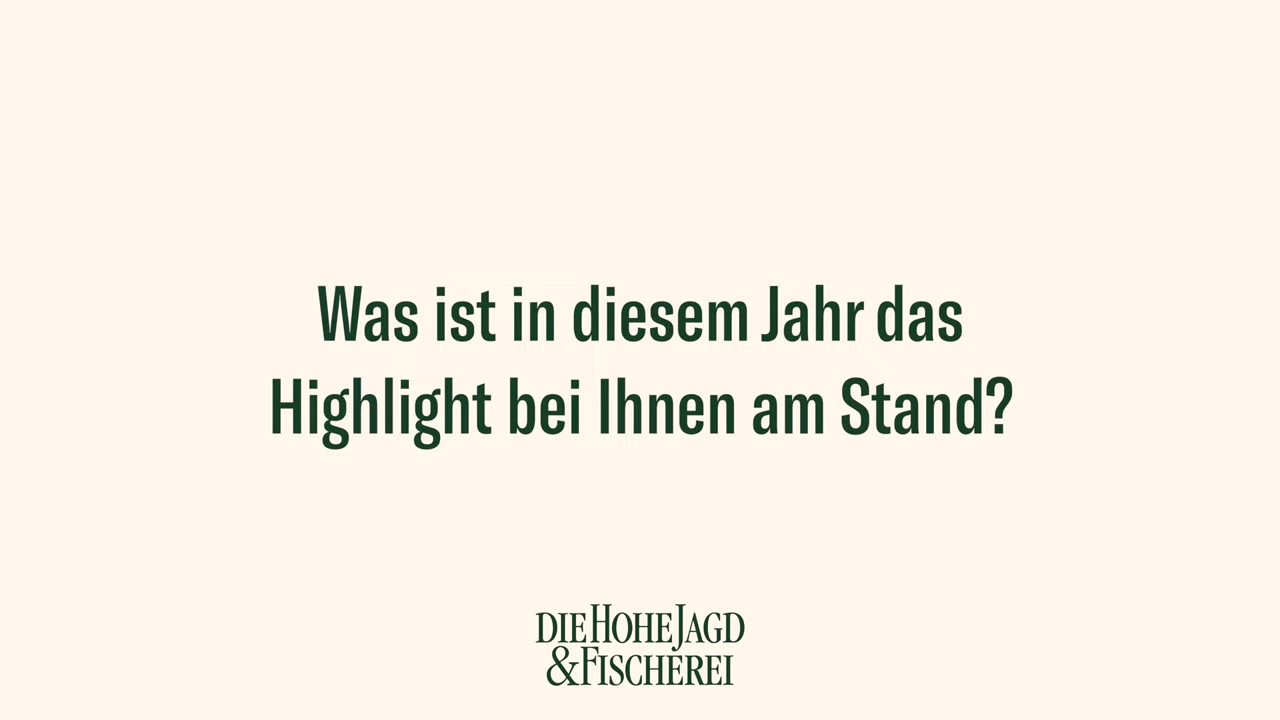 Was ist in diesem Jahr das
Highlight bei Ihnen am Stand?
DIE HOHE JAGD
& FISCHEREI